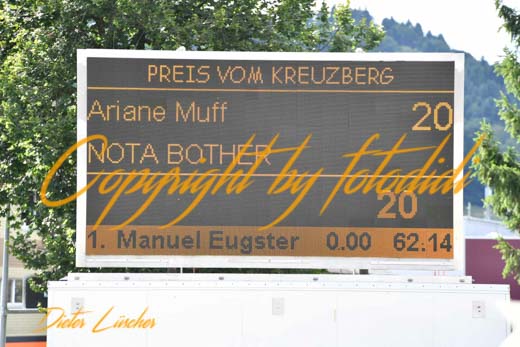 PREIS VOM KREUZBERG
Ariane Muff 20
NOTA BOTHER
Copyright by fotodidi
20
1. Manuel Eugster 0.00 62.14
Dieter Lüscher